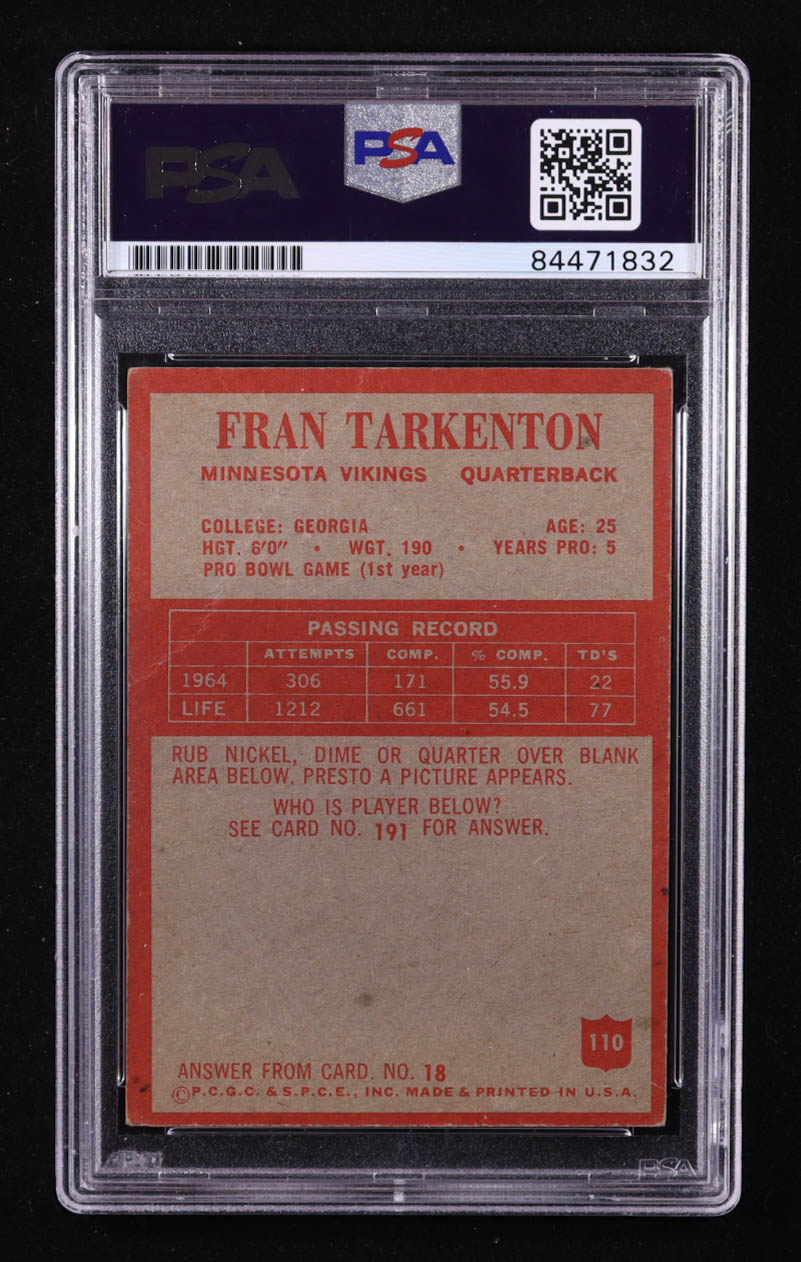 PSA PSA
84471832
FRAN TARKENTON
MINNESOTA VIKINGS QUARTERBACK
COLLEGE: GEORGIA AGE: 25
HGT. 6'0" • WGT. 190 • YEARS PRO: 5
PRO BOWL GAME (1st year)
PASSING RECORD
ATTEMPTS COMP. % COMP. TD'S
1964 306 171 55.9 22
LIFE 1212 661 54.5 77
RUB NICKEL, DIME OR QUARTER OVER BLANK
AREA BELOW. PRESTO A PICTURE APPEARS.
WHO IS PLAYER BELOW?
SEE CARD NO. 191 FOR ANSWER.
110
ANSWER FROM CARD. NO. 18
©P.C.G.C. & S.P.C.E., INC. MADE & PRINTED IN U.S.A.
PSA